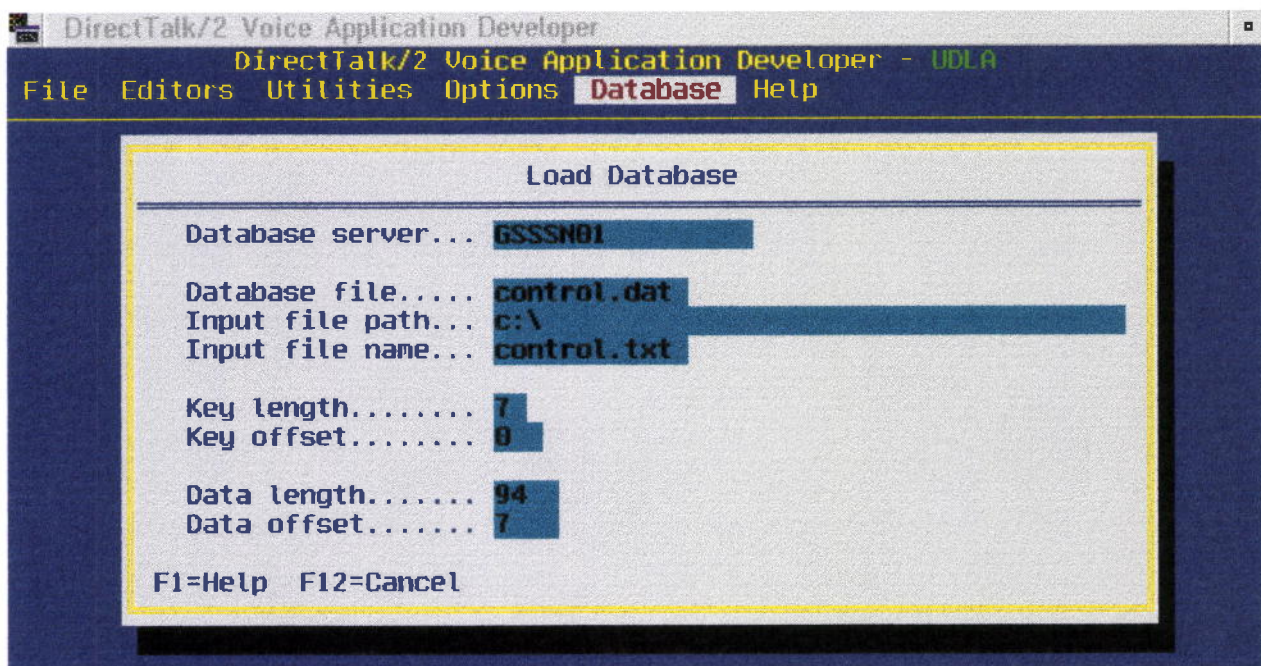 DirectTalk/2 Voice Application Developer
DirectTalk/2 Voice Application Developer - UDLA
File Editors Utilities Options Database Help
Load Database
Database server... GSSSN01
Database file..... control.dat
Input file path... c:\
Input file name... control.txt
Key length........ 7
Key offset........ 0
Data length....... 94
Data offset....... 7
F1=Help F12=Cancel